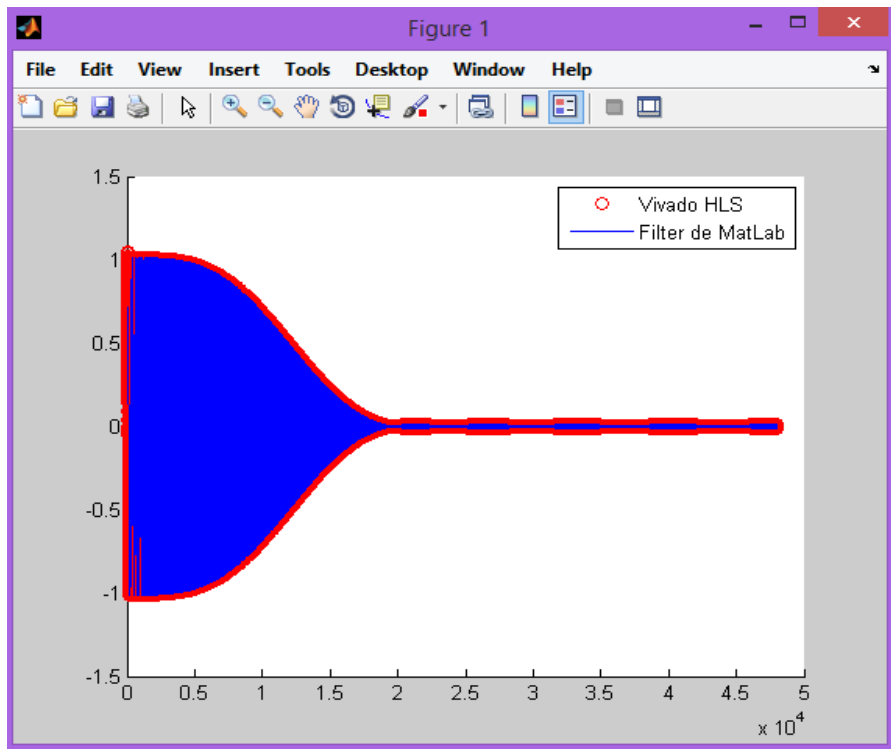 Figure 1
File Edit View Insert Tools Desktop Window Help
1.5
1
0.5
0
-0.5
-1
-1.5
Vivado HLS
Filter de MatLab
0 0.5 1 1.5 2 2.5 3 3.5 4 4.5 5
x 10^4